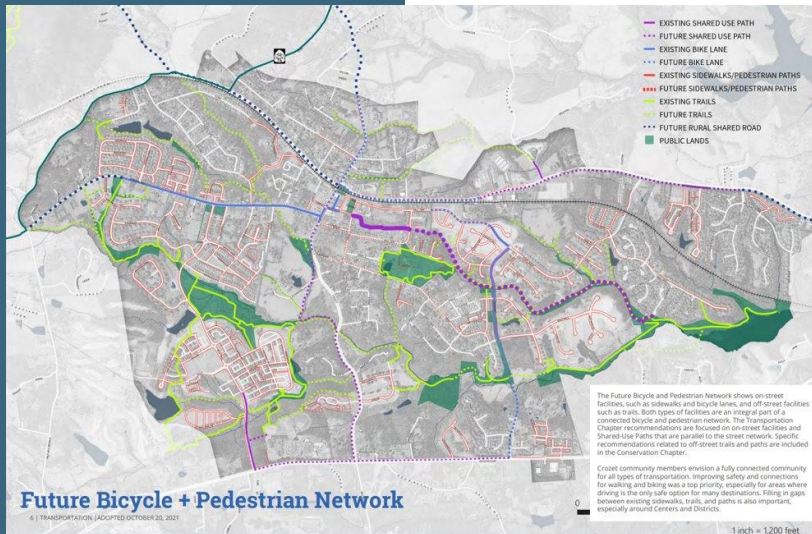 EXISTING SHARED USE PATH
FUTURE SHARED USE PATH
EXISTING BIKE LANE
FUTURE BIKE LANE
EXISTING SIDEWALKS/PEDESTRIAN PATHS
FUTURE SIDEWALKS/PEDESTRIAN PATHS
EXISTING TRAILS
FUTURE TRAILS
FUTURE RURAL SHARED ROAD
PUBLIC LANDS
The Future Bicycle and Pedestrian Network shows on-street
facilities, such as sidewalks and bicycle lanes, and off-street facilities
such as trails. Both types of facilities are an integral part of a
connected bicycle and pedestrian network. The Transportation
Chapter recommendations are focused on on-street facilities and
Shared-Use Paths that are parallel to the street network. Specific
recommendations related to off-street trails and paths are included
in the Conservation Chapter.
Crozet community members envision a fully connected community
for all types of transportation. Improving safety and connections
for walking and biking was a top priority, especially for areas where
driving is the only safe option for many destinations. Filling in gaps
between existing sidewalks, trails, and paths is also important,
especially around Centers and Districts.
Future Bicycle + Pedestrian Network
6 | TRANSPORTATION | ADOPTED OCTOBER 20, 2021
0
1 inch = 1,200 feet